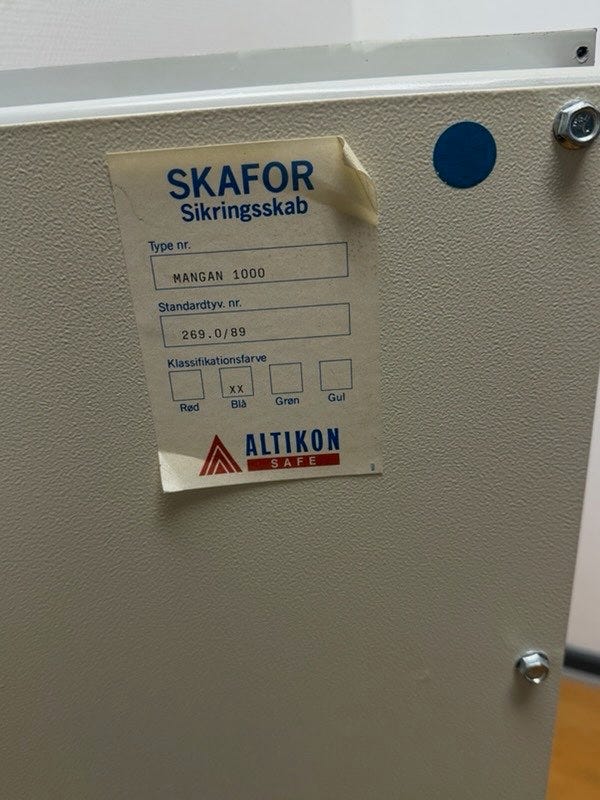 SKAFOR
Sikringsskab
Type nr.
MANGAN 1000
Standardtyv. nr.
269.0/89
Klassifikationsfarve
XX
Rød Blå Grøn Gul
ALTIKON
SAFE